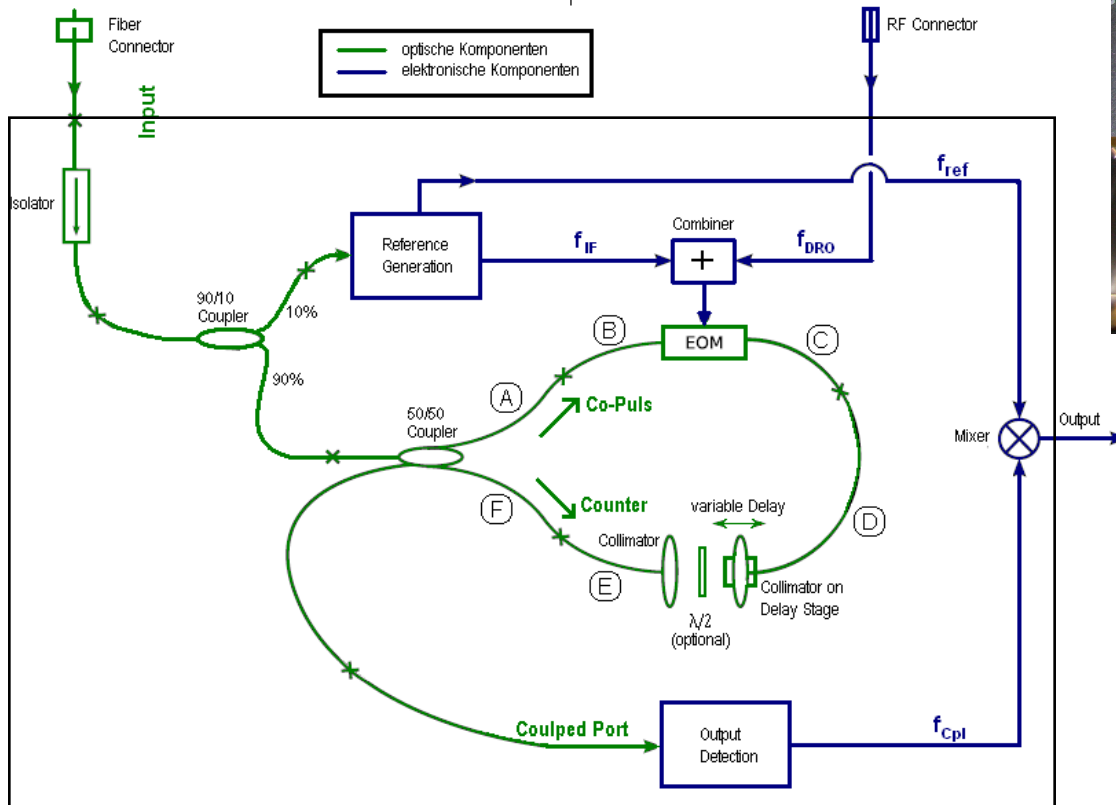 Fiber
Connector
RF Connector
optische Komponenten
elektronische Komponenten
Input
Isolator
fref
Reference
Generation
fIF
Combiner
+
fDRO
90/10
Coupler
10%
90%
B
EOM
C
A
Co-Puls
50/50
Coupler
Output
Mixer
F
Counter
variable Delay
D
Collimator
E
Collimator on
Delay Stage
λ/2
(optional)
Coulped Port
Output
Detection
fCpl